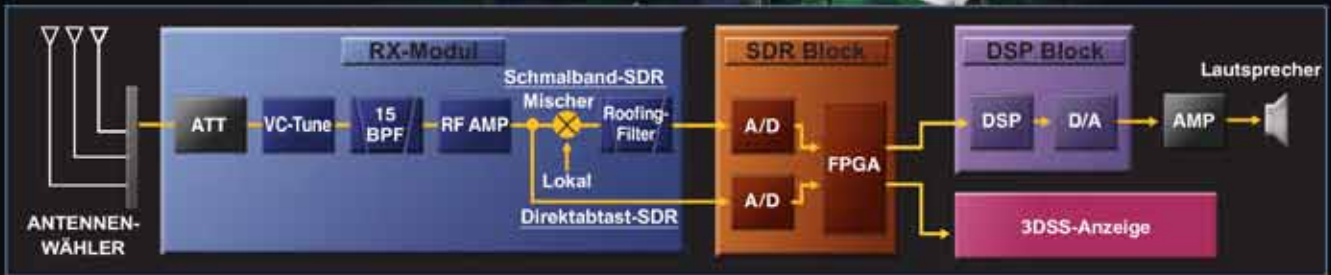 RX-Modul
SDR Block
DSP Block
Schmalband-SDR
Mischer
Lautsprecher
ATT
VC-Tune
15
BPF
RF AMP
Roofing-
Filter
A/D
FPGA
DSP
D/A
AMP
Lokal
A/D
Direktabtast-SDR
ANTENNEN-
WÄHLER
3DSS-Anzeige